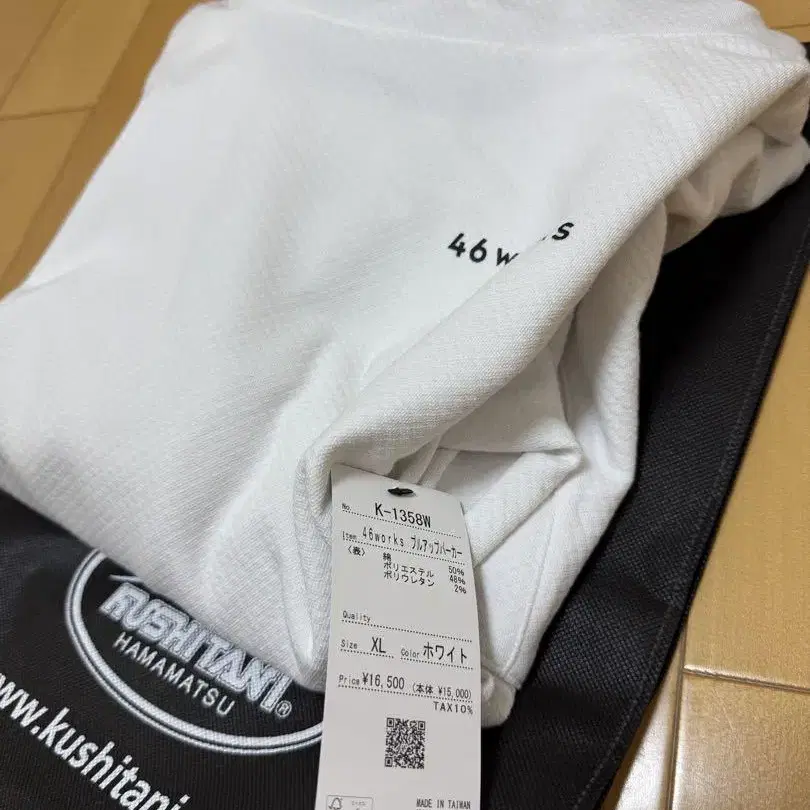 46w s
No. K-1358W
Item 46works プルアップパーカー
(表) 綿 50%
ポリエステル 48%
ポリウレタン 2%
Quality
Size XL Color ホワイト
Price ¥16,500 (本体 ¥15,000)
TAX10%
MADE IN TAIWAN
KUSHITANI®
HAMAMATSU
www.kushitani